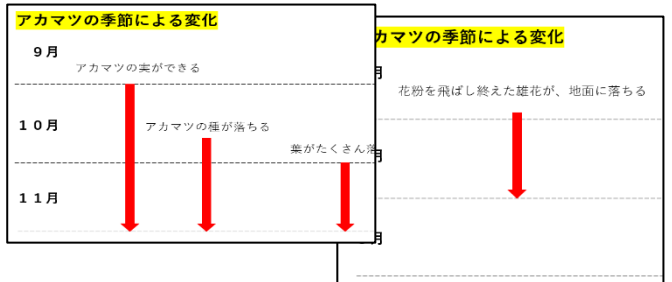 アカマツの季節による変化
9月
アカマツの実ができる
10月
アカマツの種が落ちる
葉がたくさん落
11月
カマツの季節による変化
月
花粉を飛ばし終えた雄花が、地面に落ちる
月
月